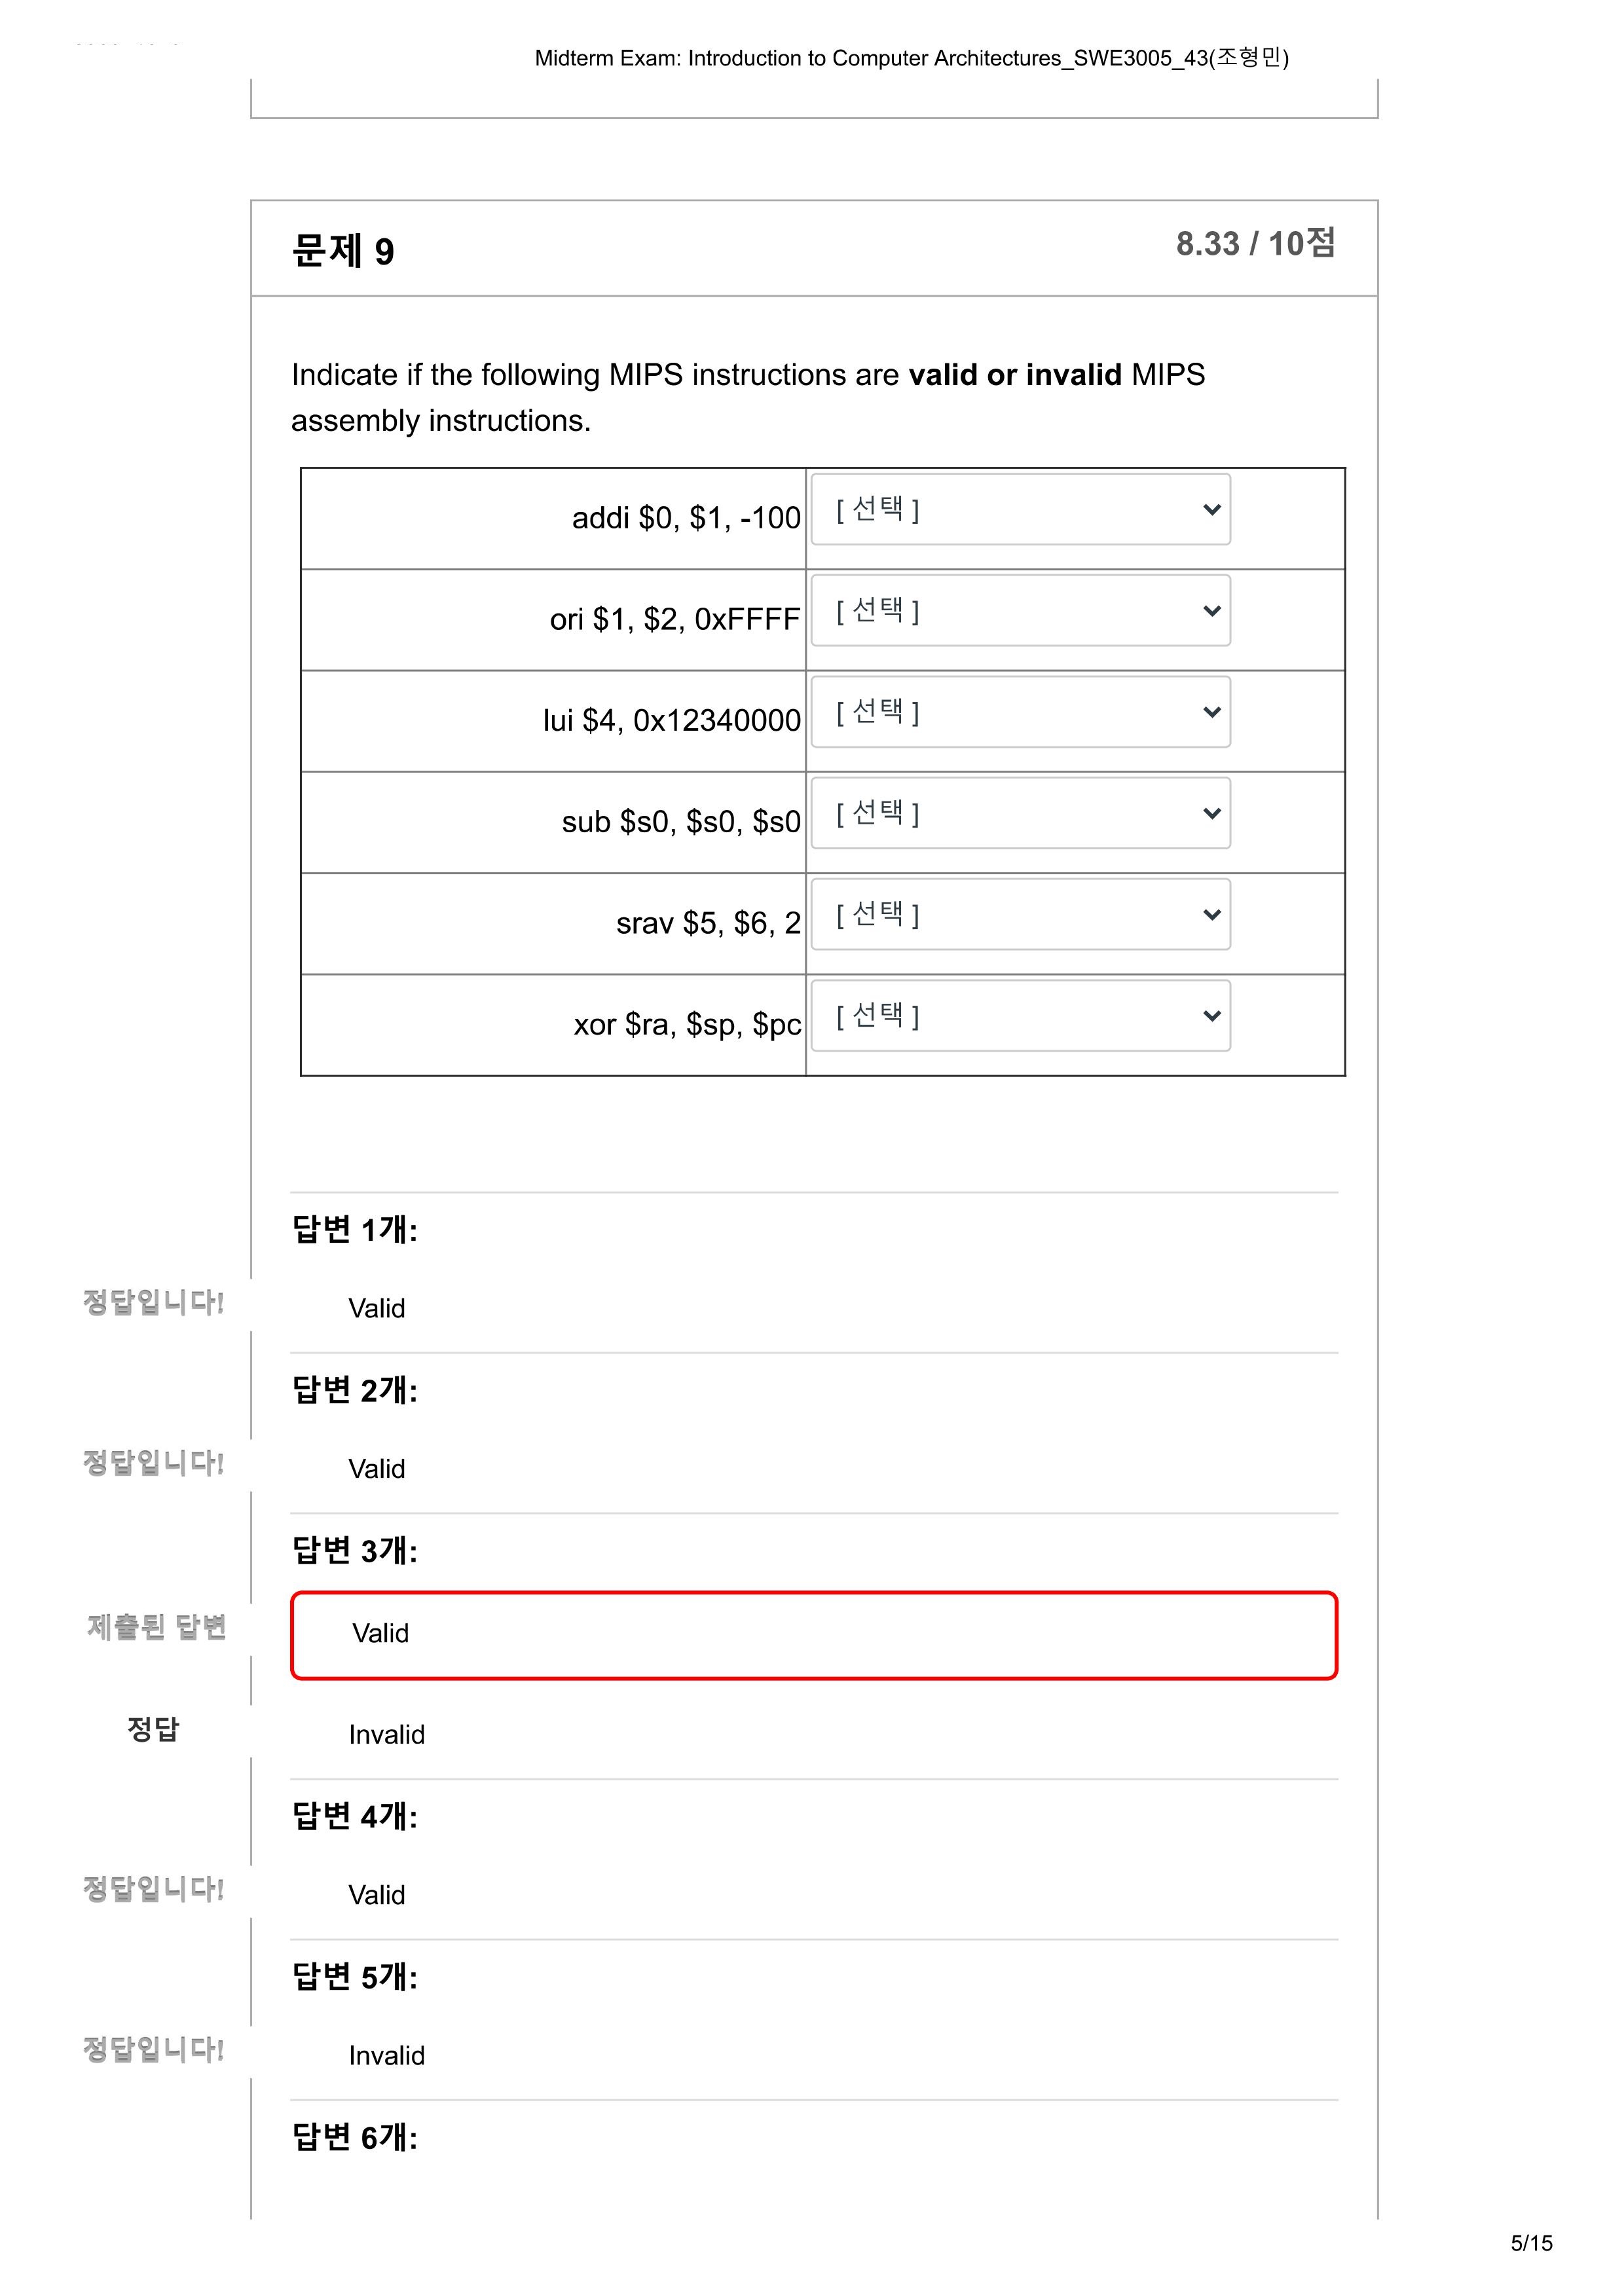 Midterm Exam: Introduction to Computer Architectures_SWE3005_43(조형민)
문제 9
8.33 / 10점
Indicate if the following MIPS instructions are valid or invalid MIPS
assembly instructions.
addi $0, $1, -100 [ 선택 ]
ori $1, $2, 0xFFFF [ 선택 ]
lui $4, 0x12340000 [ 선택 ]
sub $s0, $s0, $s0 [ 선택 ]
srav $5, $6, 2 [ 선택 ]
xor $ra, $sp, $pc [ 선택 ]
답변 1개:
정답입니다! Valid
답변 2개:
정답입니다! Valid
답변 3개:
제출된 답변 Valid
정답 Invalid
답변 4개:
정답입니다! Valid
답변 5개:
정답입니다! Invalid
답변 6개:
5/15